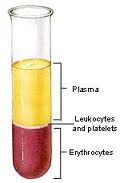 Plasma
Leukocytes
and platelets
Erythrocytes